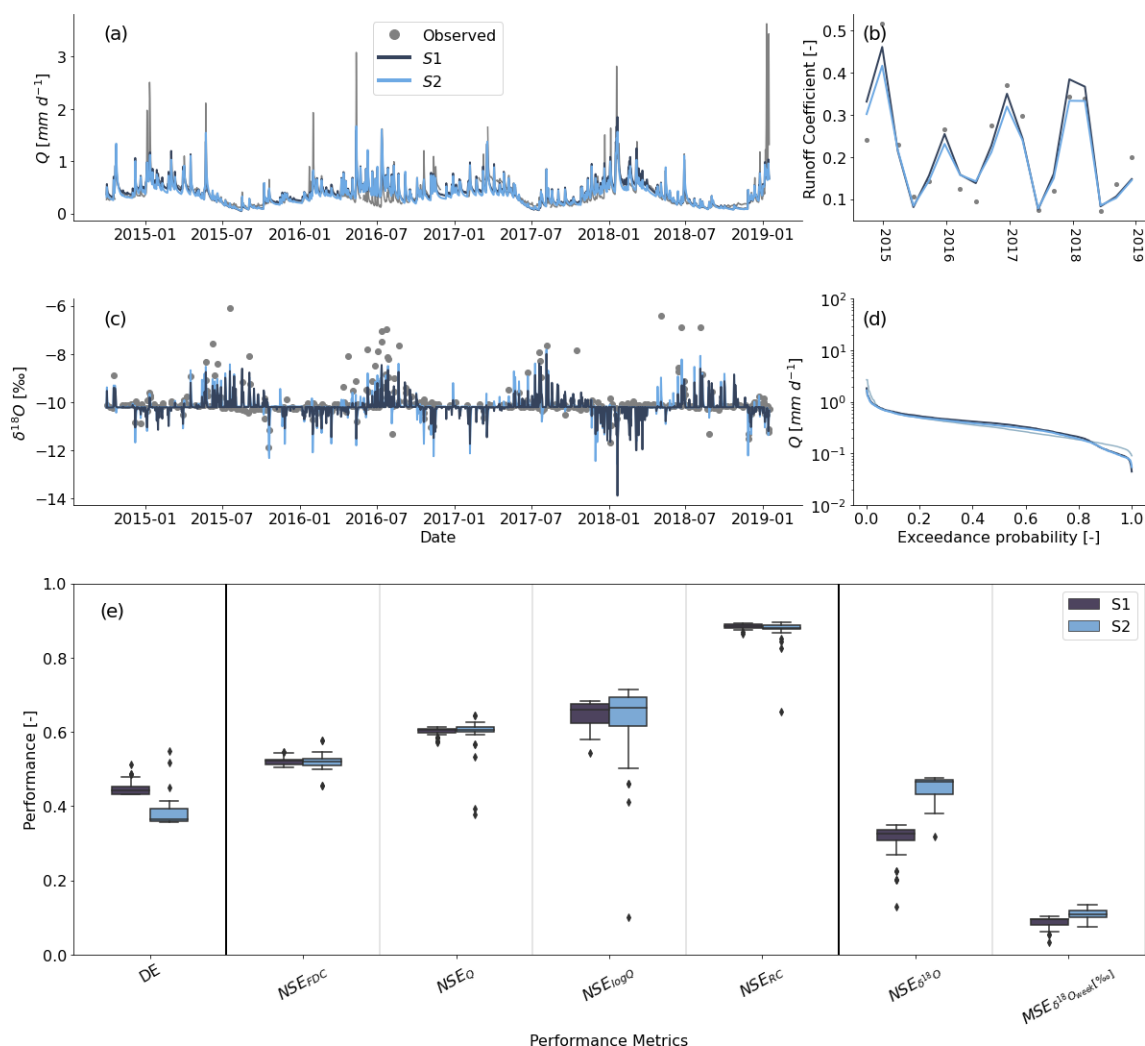 (a)
Observed
S1
S2
Q [mm d⁻¹]
3
2
1
0
2015-01 2015-07 2016-01 2016-07 2017-01 2017-07 2018-01 2018-07 2019-01
(b)
Runoff Coefficient [-]
0.5
0.4
0.3
0.2
0.1
2015 2016 2017 2018 2019
(c)
δ¹⁸O [‰]
−6
−8
−10
−12
−14
2015-01 2015-07 2016-01 2016-07 2017-01 2017-07 2018-01 2018-07 2019-01
Date
(d)
Q [mm d⁻¹]
10²
10¹
10⁰
10⁻¹
10⁻²
0.0 0.2 0.4 0.6 0.8 1.0
Exceedance probability [-]
(e)
S1
S2
Performance [-]
1.0
0.8
0.6
0.4
0.2
0.0
DE NSE_FDC NSE_Q NSE_logQ NSE_RC NSE_δ¹⁸O MSE_δ¹⁸O_week[‰]
Performance Metrics